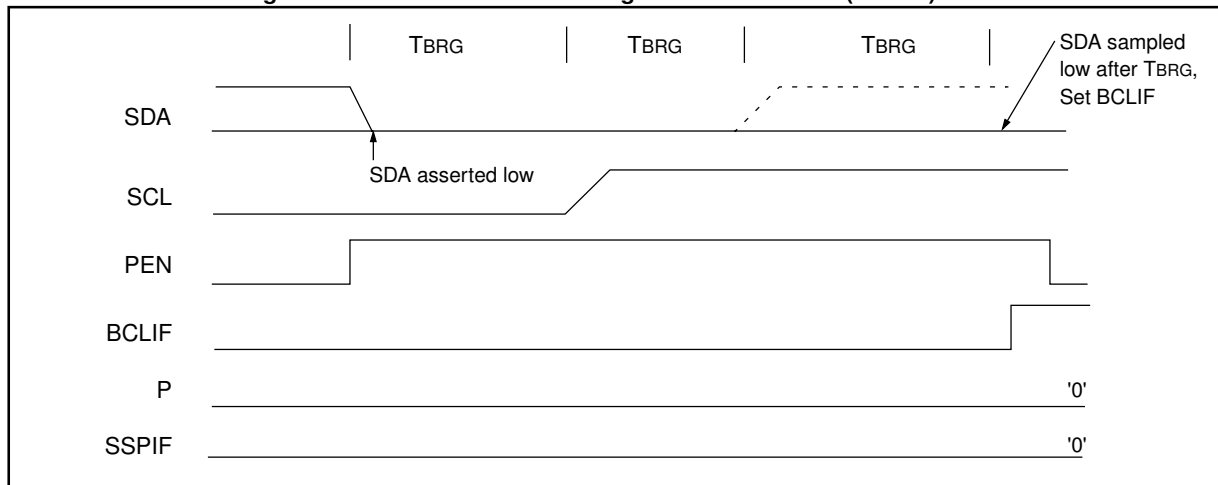 TBRG TBRG TBRG
SDA sampled
low after TBRG,
Set BCLIF
SDA
SDA asserted low
SCL
PEN
BCLIF
P '0'
SSPIF '0'